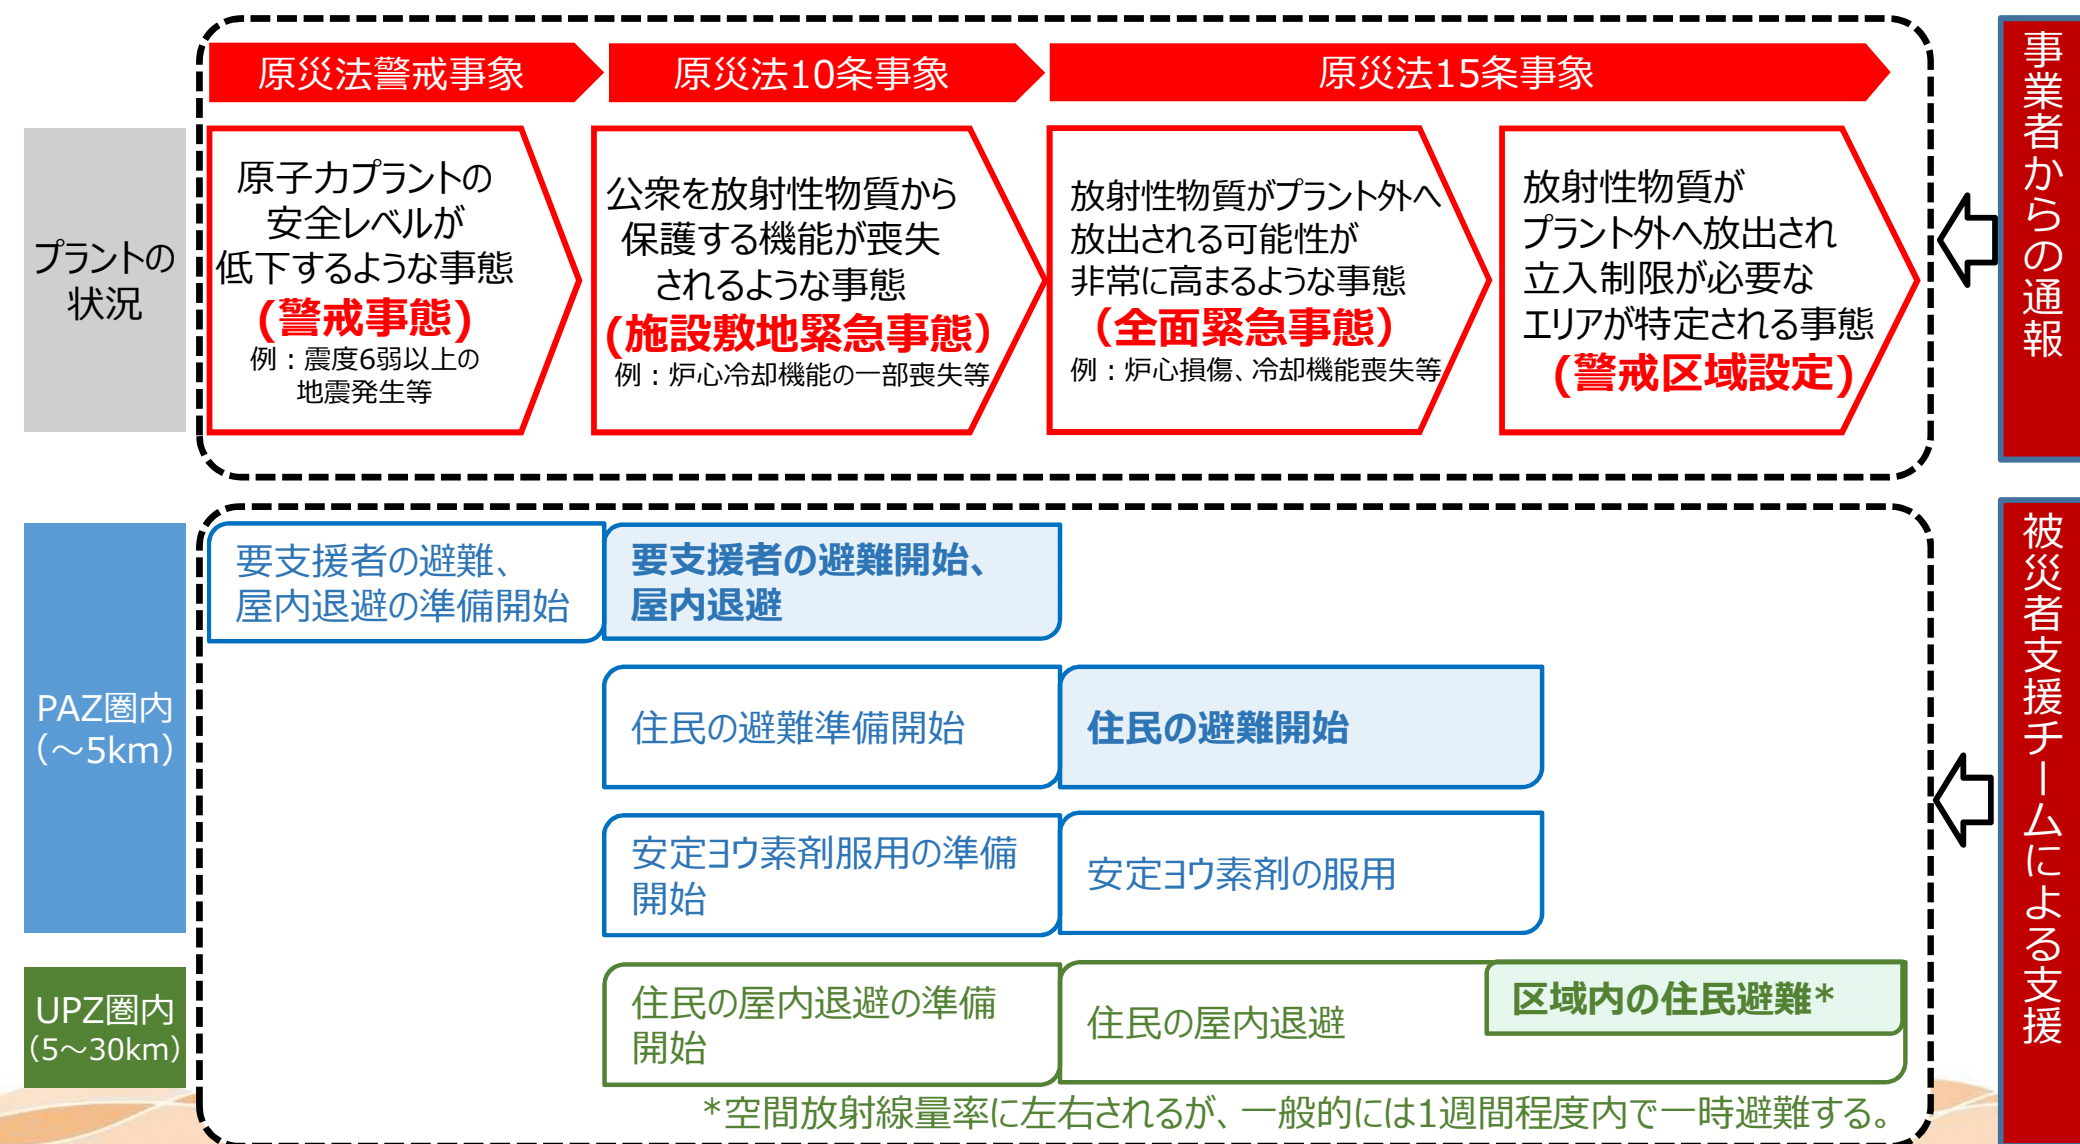 原災法警戒事象
原災法10条事象
原災法15条事象
事業者からの通報
プラントの
状況
原子力プラントの
安全レベルが
低下するような事態
(警戒事態)
例：震度6弱以上の
地震発生等
公衆を放射性物質から
保護する機能が喪失
されるような事態
(施設敷地緊急事態）
例：炉心冷却機能の一部喪失等
放射性物質がプラント外へ
放出される可能性が
非常に高まるような事態
（全面緊急事態）
例：炉心損傷、冷却機能喪失等
放射性物質が
プラント外へ放出され
立入制限が必要な
エリアが特定される事態
(警戒区域設定)
被災者支援チームによる支援
PAZ圏内
（～5km）
要支援者の避難、
屋内退避の準備開始
要支援者の避難開始、
屋内退避
住民の避難準備開始
住民の避難開始
安定ヨウ素剤服用の準備
開始
安定ヨウ素剤の服用
UPZ圏内
（5～30km）
住民の屋内退避の準備
開始
住民の屋内退避
区域内の住民避難*
*空間放射線量率に左右されるが、一般的には1週間程度内で一時避難する。